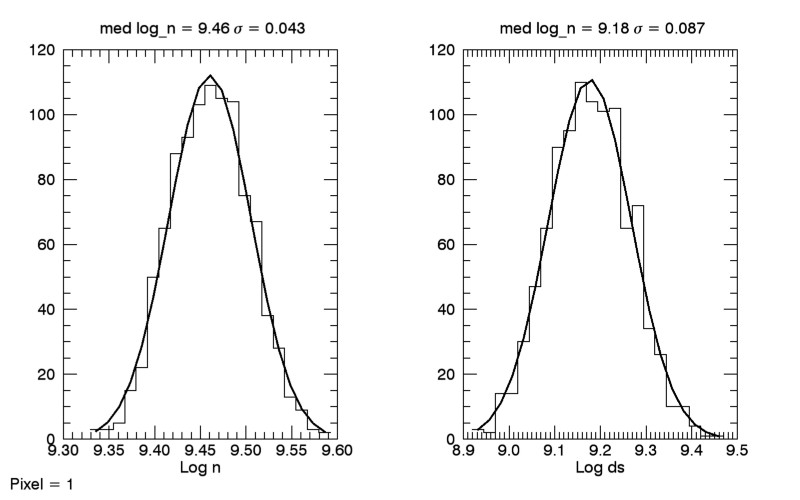 med log_n = 9.46 σ = 0.043
120
100
80
60
40
20
0
9.30 9.35 9.40 9.45 9.50 9.55 9.60
Log n
med log_n = 9.18 σ = 0.087
120
100
80
60
40
20
0
8.9 9.0 9.1 9.2 9.3 9.4 9.5
Log ds
Pixel = 1